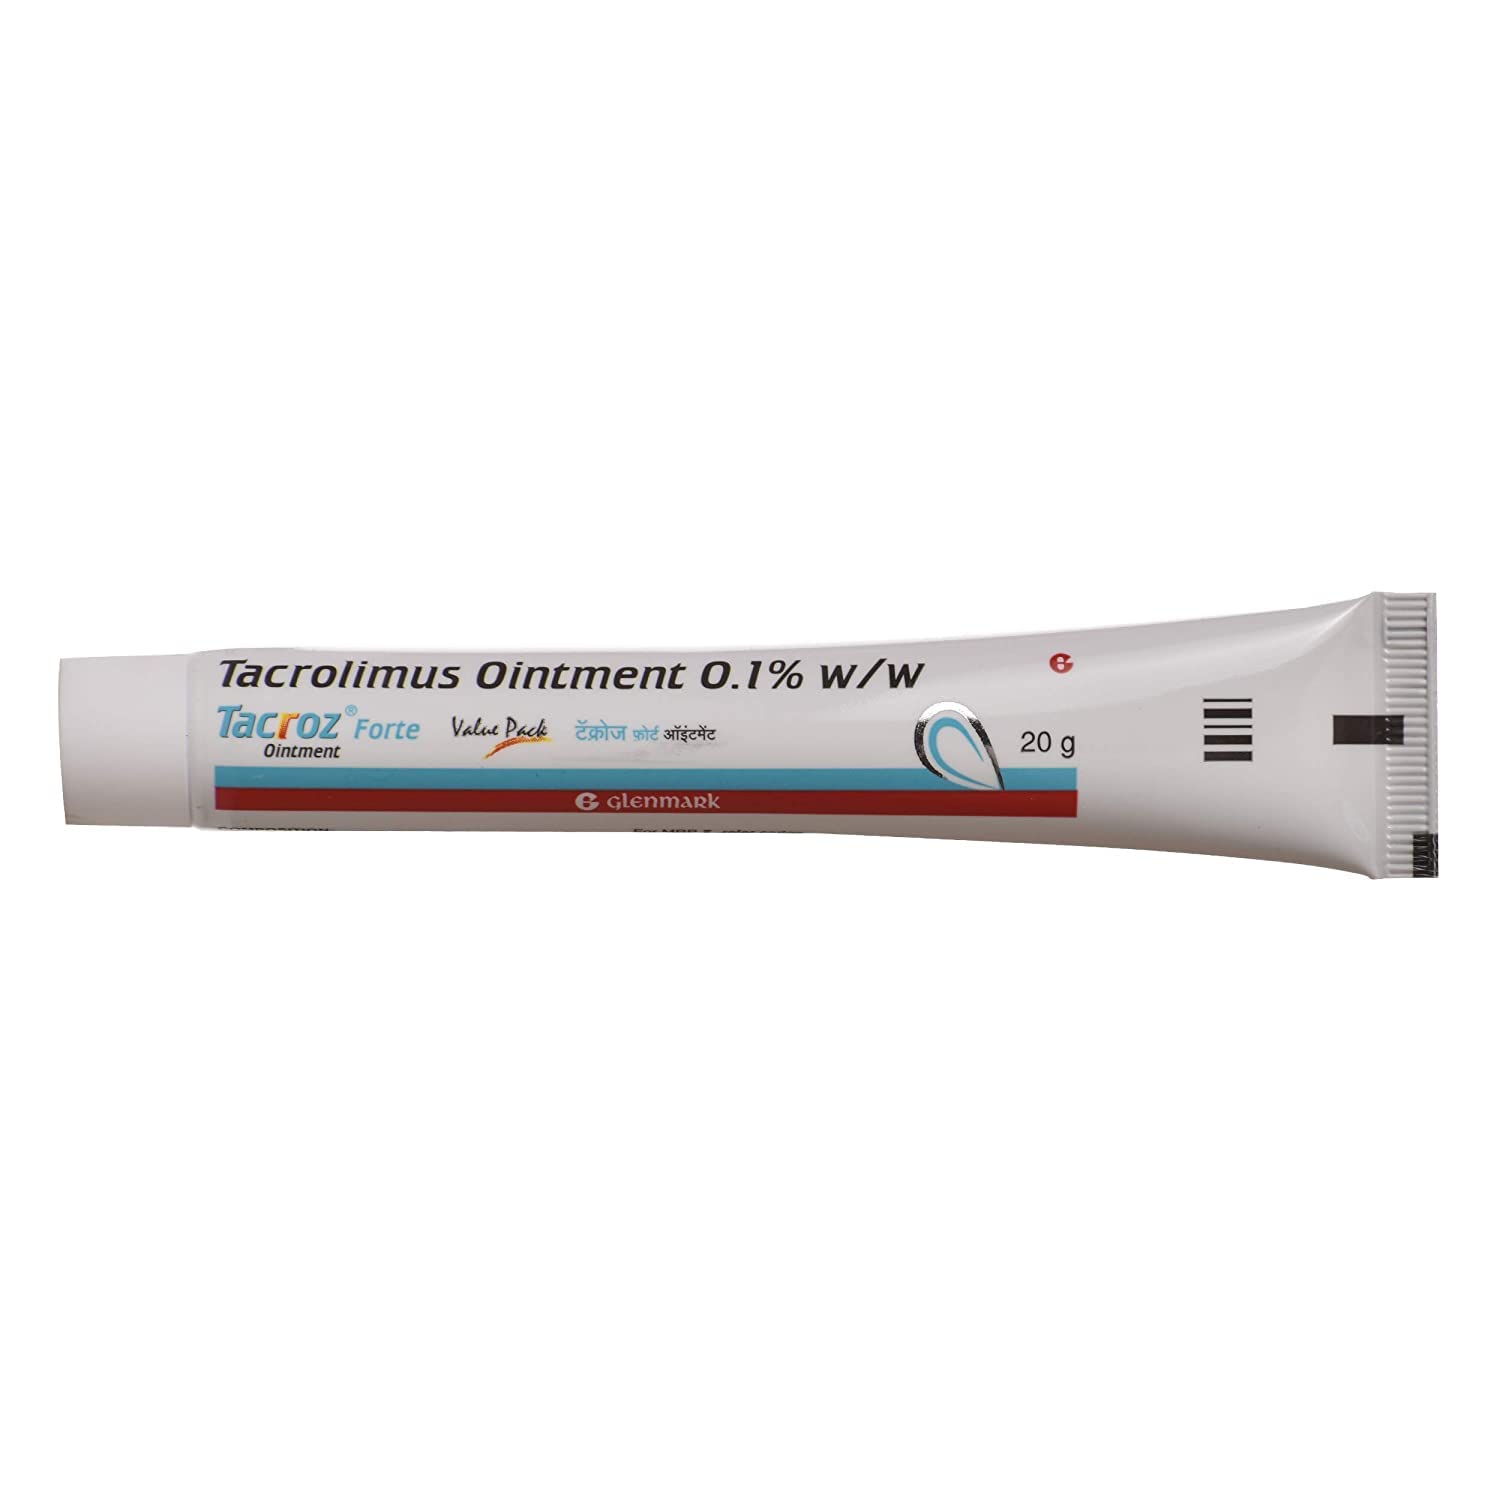 Tacrolimus Ointment 0.1% w/w
Tacroz® Forte
Ointment
Value Pack
टॅक्रोज फ़ोर्ट ऑइंटमेंट
20 g
GLENMARK